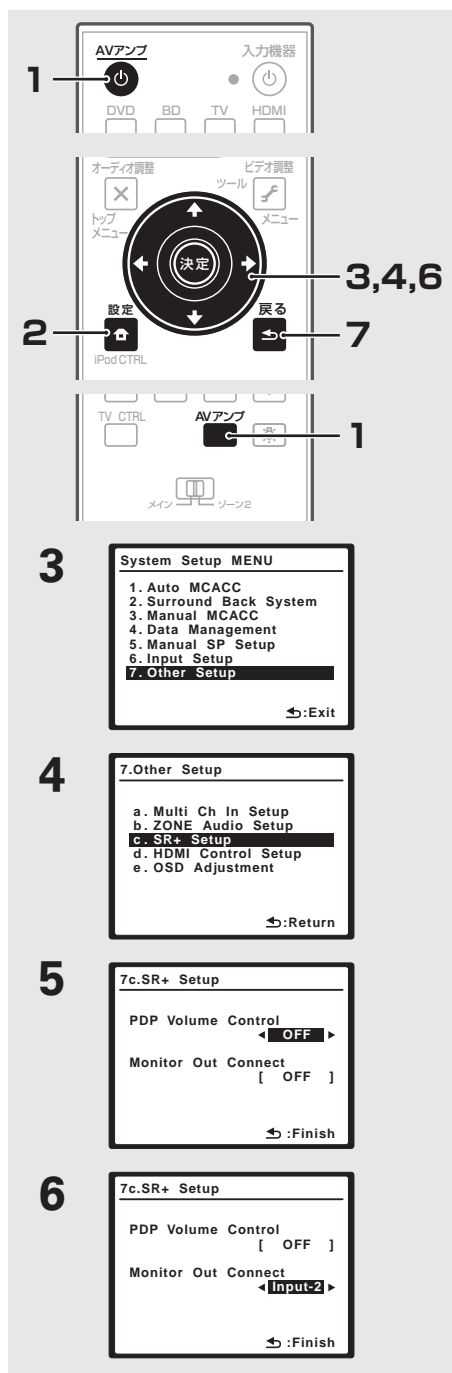 AVアンプ
入力機器
1
DVD BD TV HDMI
オーディオ調整
ビデオ調整
ツール
トップ
メニュー
メニュー
決定
3,4,6
設定
戻る
2
7
iPod CTRL
TV CTRL
AVアンプ
1
メイン
ゾーン2
3
System Setup MENU
1. Auto MCACC
2. Surround Back System
3. Manual MCACC
4. Data Management
5. Manual SP Setup
6. Input Setup
7. Other Setup
:Exit
4
7.Other Setup
a. Multi Ch In Setup
b. ZONE Audio Setup
c. SR+ Setup
d. HDMI Control Setup
e. OSD Adjustment
:Return
5
7c.SR+ Setup
PDP Volume Control
OFF
Monitor Out Connect
[ OFF ]
:Finish
6
7c.SR+ Setup
PDP Volume Control
[ OFF ]
Monitor Out Connect
Input-2
:Finish